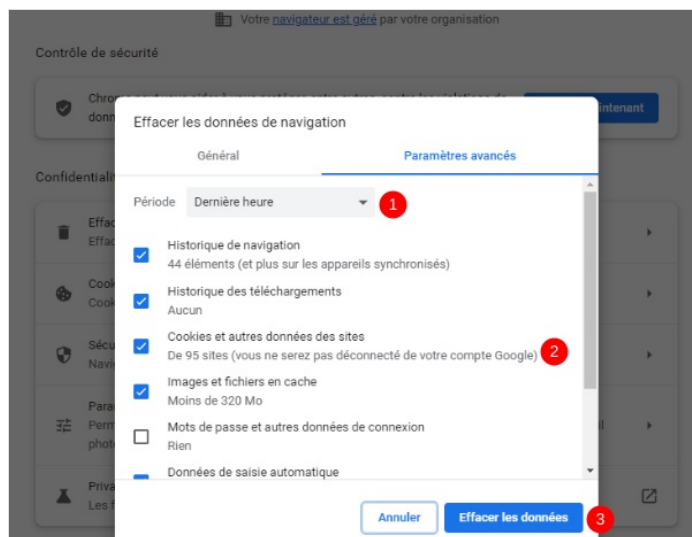 Votre navigateur est géré par votre organisation
Contrôle de sécurité
Effacer les données de navigation
Général
Paramètres avancés
Période
Dernière heure
1
Historique de navigation
44 éléments (et plus sur les appareils synchronisés)
Historique des téléchargements
Aucun
Cookies et autres données des sites
De 95 sites (vous ne serez pas déconnecté de votre compte Google)
2
Images et fichiers en cache
Moins de 320 Mo
Mots de passe et autres données de connexion
Rien
Données de saisie automatique
Annuler
Effacer les données
3